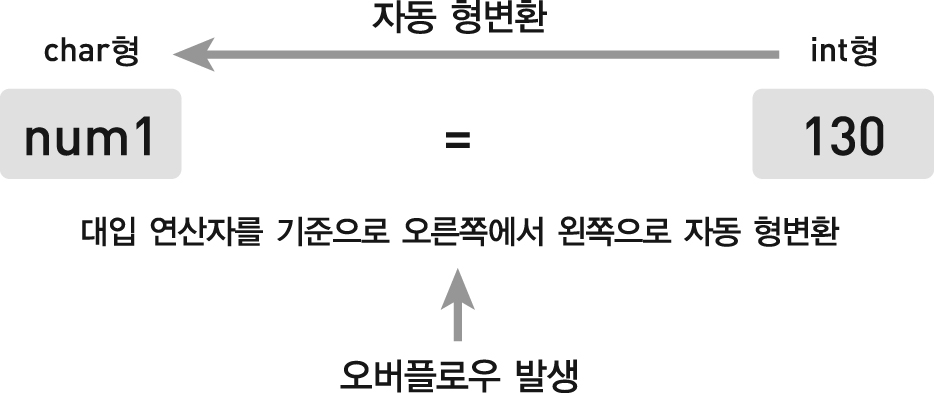 자동 형변환
char형
int형
num1 = 130
대입 연산자를 기준으로 오른쪽에서 왼쪽으로 자동 형변환
오버플로우 발생